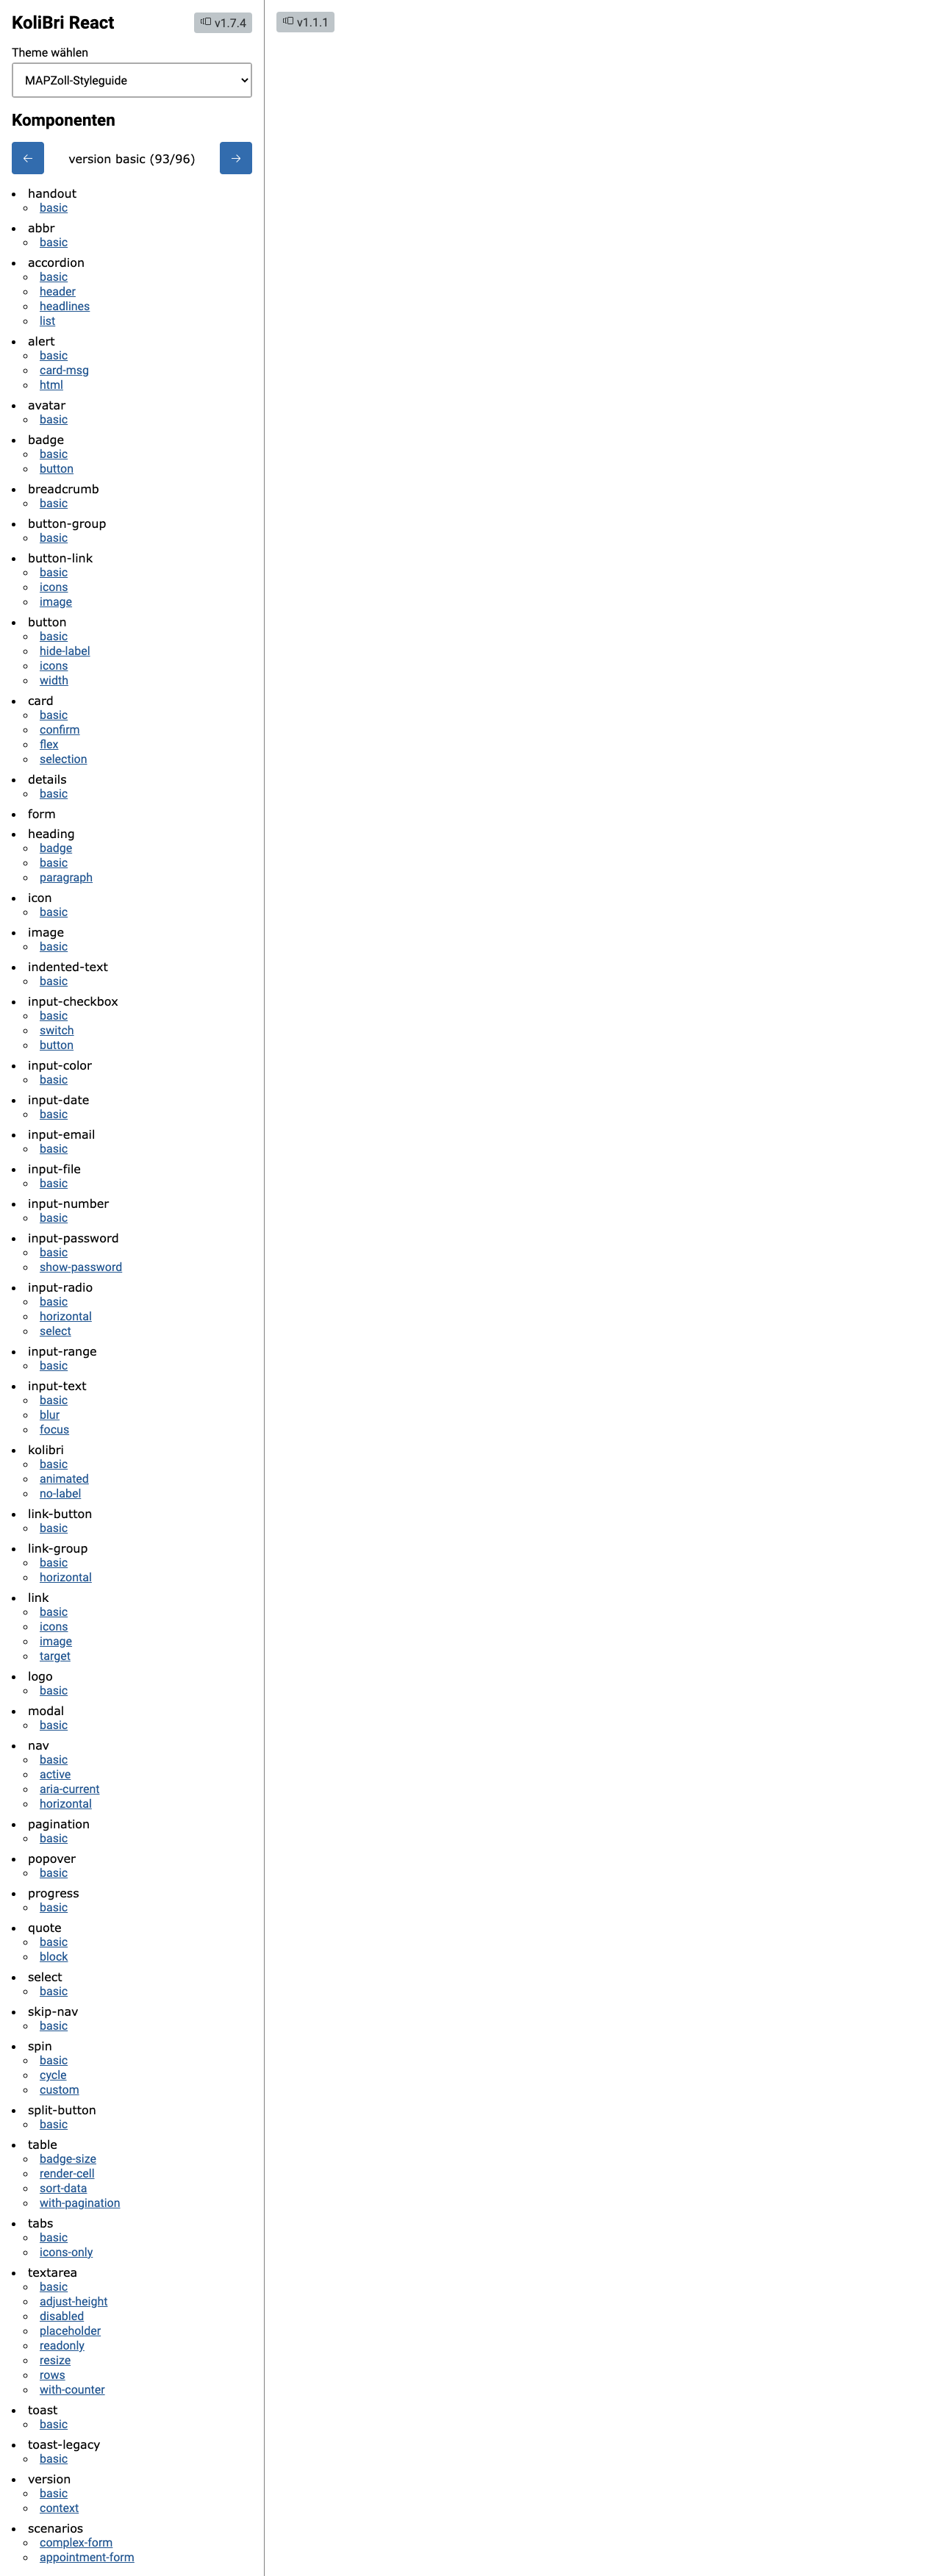 KoliBri React
v1.7.4
v1.1.1
Theme wählen
MAPZoll-Styleguide
Komponenten
version basic (93/96)
handout
basic
abbr
basic
accordion
basic
header
headlines
list
alert
basic
card-msg
html
avatar
basic
badge
basic
button
breadcrumb
basic
button-group
basic
button-link
basic
icons
image
button
basic
hide-label
icons
width
card
basic
confirm
flex
selection
details
basic
form
heading
badge
basic
paragraph
icon
basic
image
basic
indented-text
basic
input-checkbox
basic
switch
button
input-color
basic
input-date
basic
input-email
basic
input-file
basic
input-number
basic
input-password
basic
show-password
input-radio
basic
horizontal
select
input-range
basic
input-text
basic
blur
focus
kolibri
basic
animated
no-label
link-button
basic
link-group
basic
horizontal
link
basic
icons
image
target
logo
basic
modal
basic
nav
basic
active
aria-current
horizontal
pagination
basic
popover
basic
progress
basic
quote
basic
block
select
basic
skip-nav
basic
spin
basic
cycle
custom
split-button
basic
table
badge-size
render-cell
sort-data
with-pagination
tabs
basic
icons-only
textarea
basic
adjust-height
disabled
placeholder
readonly
resize
rows
with-counter
toast
basic
toast-legacy
basic
version
basic
context
scenarios
complex-form
appointment-form